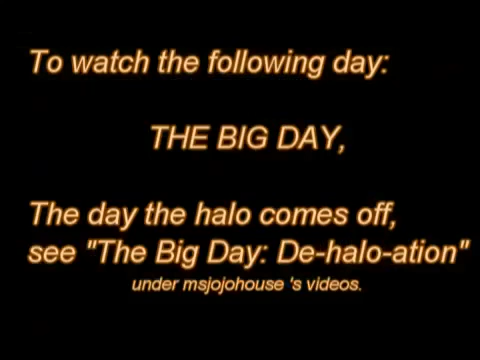 To watch the following day:
THE BIG DAY,
The day the halo comes off,
see "The Big Day: De-halo-ation"
under msjojohouse 's videos.